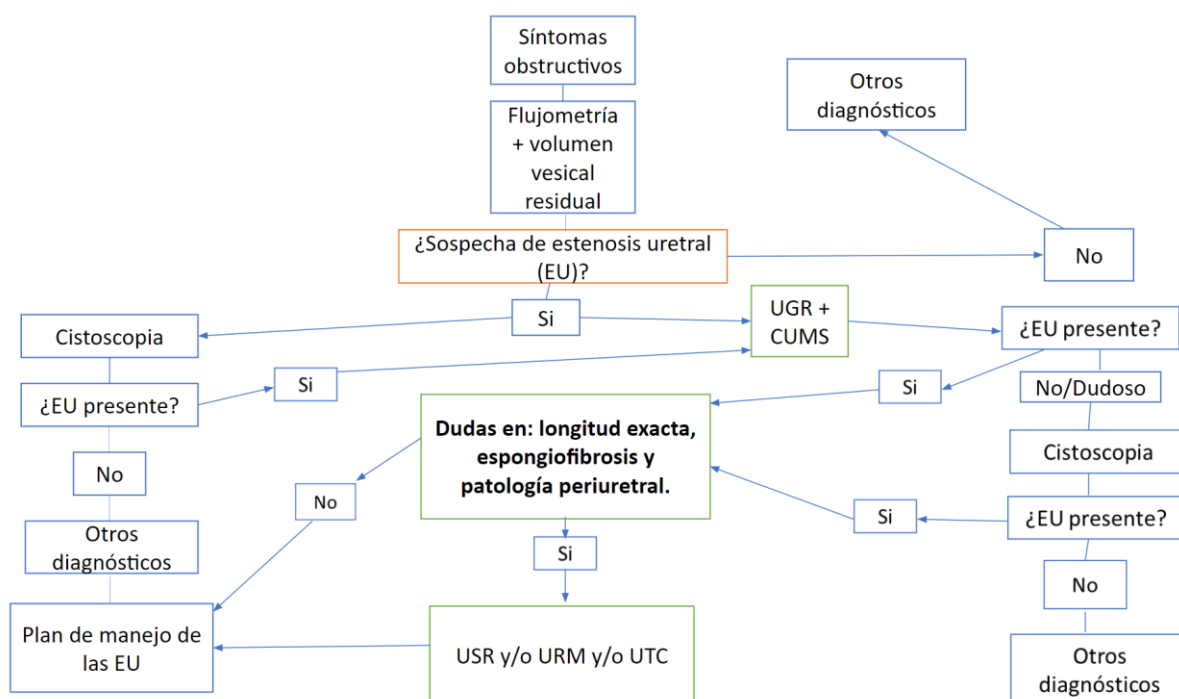 Síntomas
obstructivos
Otros
diagnósticos
Flujometría
+ volumen
vesical
residual
¿Sospecha de estenosis uretral
(EU)?
No
Si
UGR +
CUMS
¿EU presente?
Cistoscopia
¿EU presente?
Si
Si
No/Dudoso
Dudas en: longitud exacta,
espongiofibrosis y
patología periuretral.
Cistoscopia
No
No
Si
¿EU presente?
Otros
diagnósticos
Si
No
Plan de manejo de
las EU
USR y/o URM y/o UTC
Otros
diagnósticos